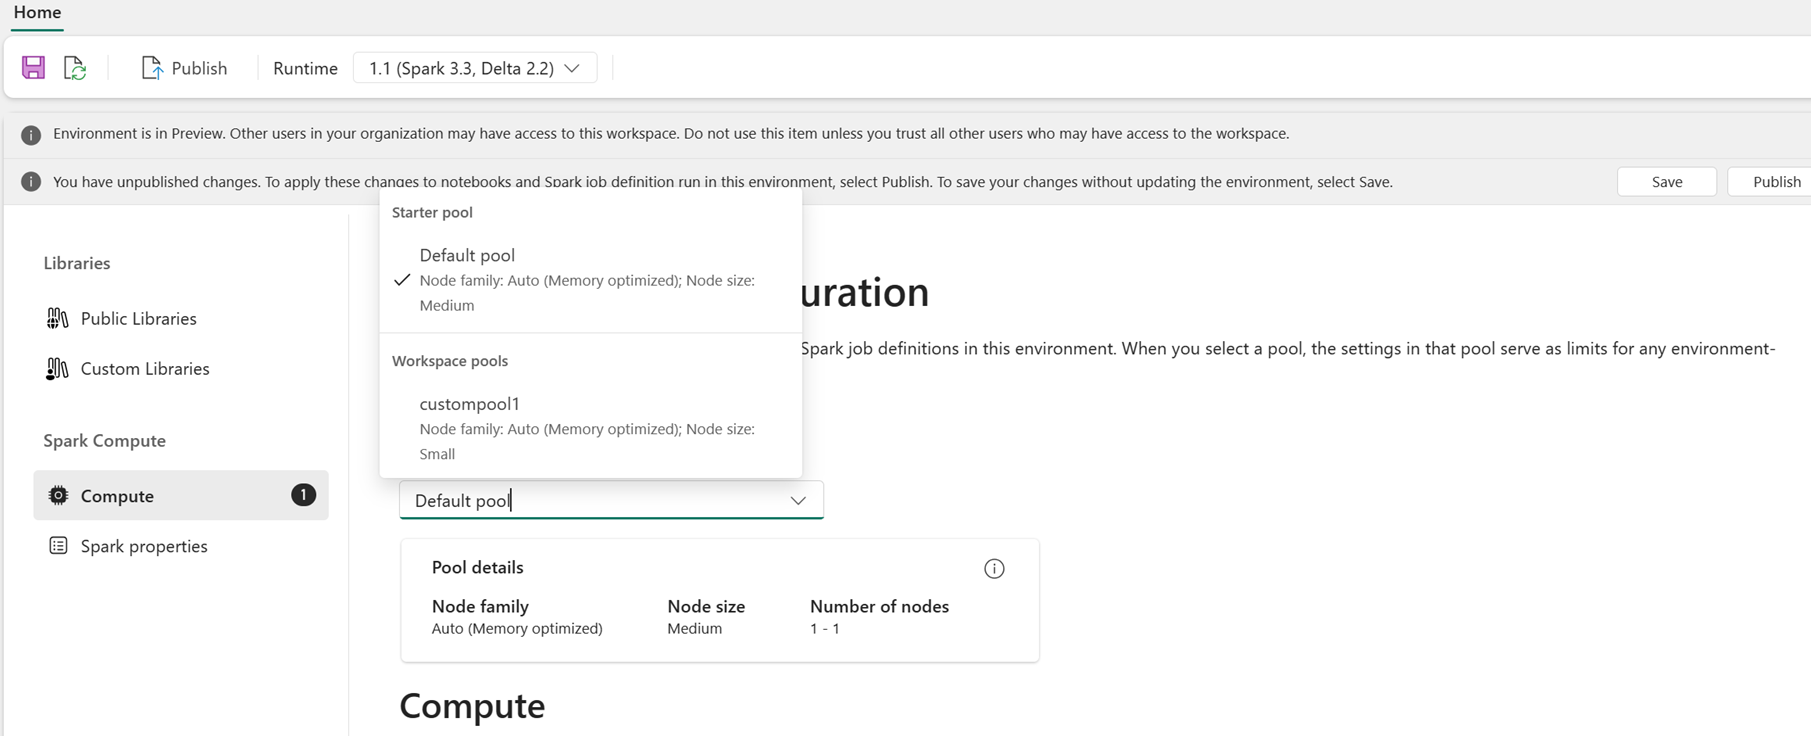 Home
Publish
Runtime
1.1 (Spark 3.3, Delta 2.2)
Environment is in Preview. Other users in your organization may have access to this workspace. Do not use this item unless you trust all other users who may have access to the workspace.
You have unpublished changes. To apply these changes to notebooks and Spark job definition run in this environment, select Publish. To save your changes without updating the environment, select Save.
Save
Publish
Libraries
Public Libraries
Custom Libraries
Spark Compute
Compute
1
Spark properties
Starter pool
Default pool
Node family: Auto (Memory optimized); Node size:
Medium
Workspace pools
custompool1
Node family: Auto (Memory optimized); Node size:
Small
uration
Spark job definitions in this environment. When you select a pool, the settings in that pool serve as limits for any environment-
Default pool
Pool details
Node family
Node size
Number of nodes
Auto (Memory optimized)
Medium
1 - 1
Compute